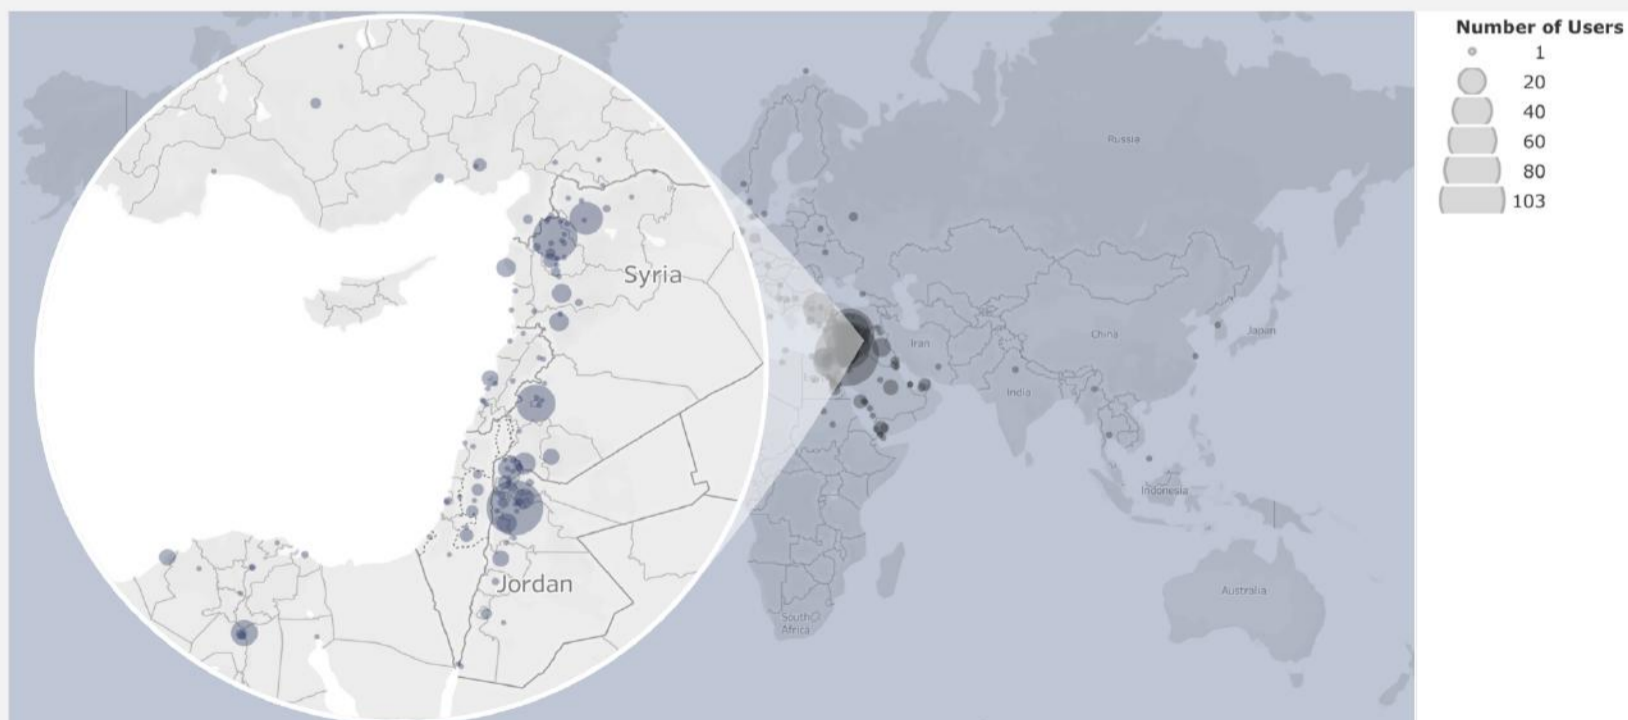 Number of Users
1
20
40
60
80
103
Russia
Syria
Japan
China
Iran
India
Jordan
Indonesia
Australia
South
Africa